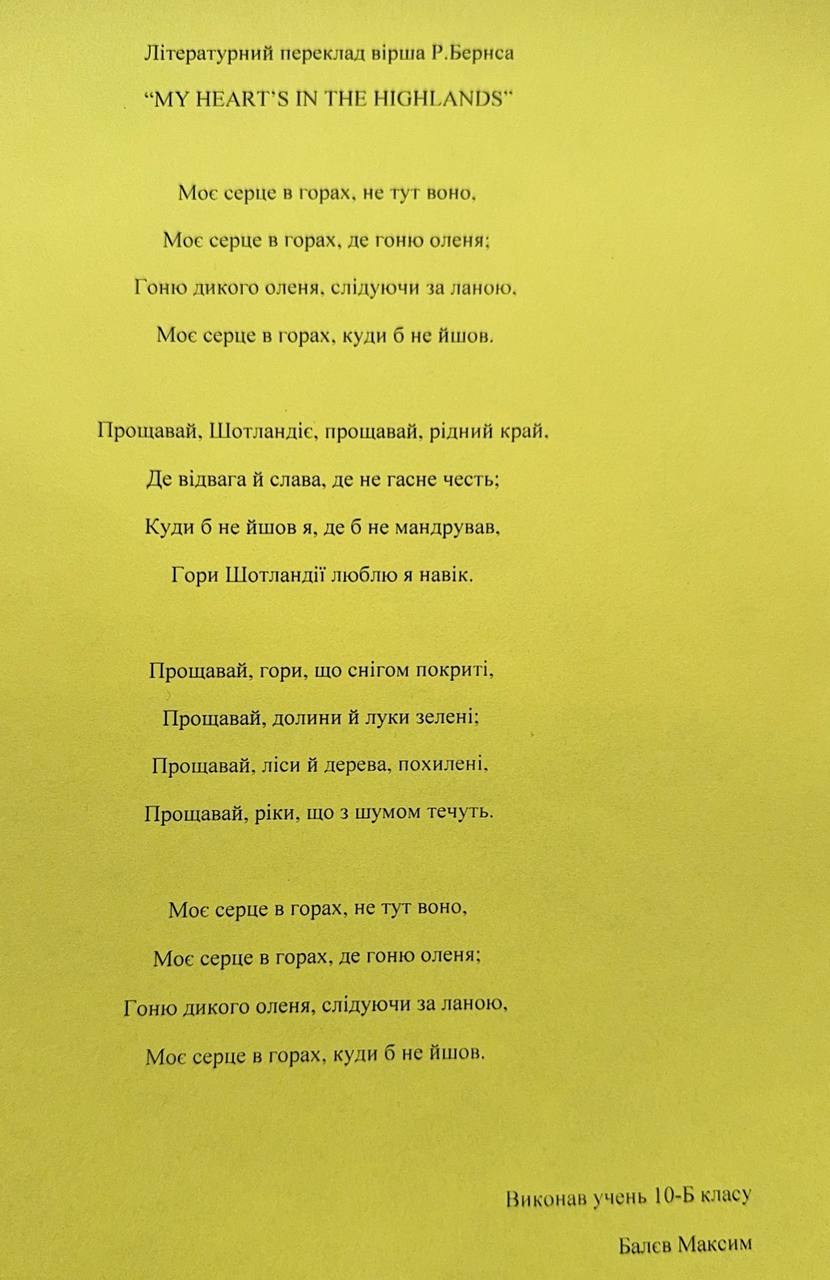 Літературний переклад вірша Р.Бернса
“MY HEART’S IN THE HIGHLANDS”
Моє серце в горах, не тут воно,
Моє серце в горах, де гоню оленя;
Гоню дикого оленя, слідуючи за ланою,
Моє серце в горах, куди б не йшов.
Прощавай, Шотландіє, прощавай, рідний край,
Де відвага й слава, де не гасне честь;
Куди б не йшов я, де б не мандрував,
Гори Шотландії люблю я навік.
Прощавай, гори, що снігом покриті,
Прощавай, долини й луки зелені;
Прощавай, ліси й дерева, похилені,
Прощавай, ріки, що з шумом течуть.
Моє серце в горах, не тут воно,
Моє серце в горах, де гоню оленя;
Гоню дикого оленя, слідуючи за ланою,
Моє серце в горах, куди б не йшов.
Виконав учень 10-Б класу
Балєв Максим